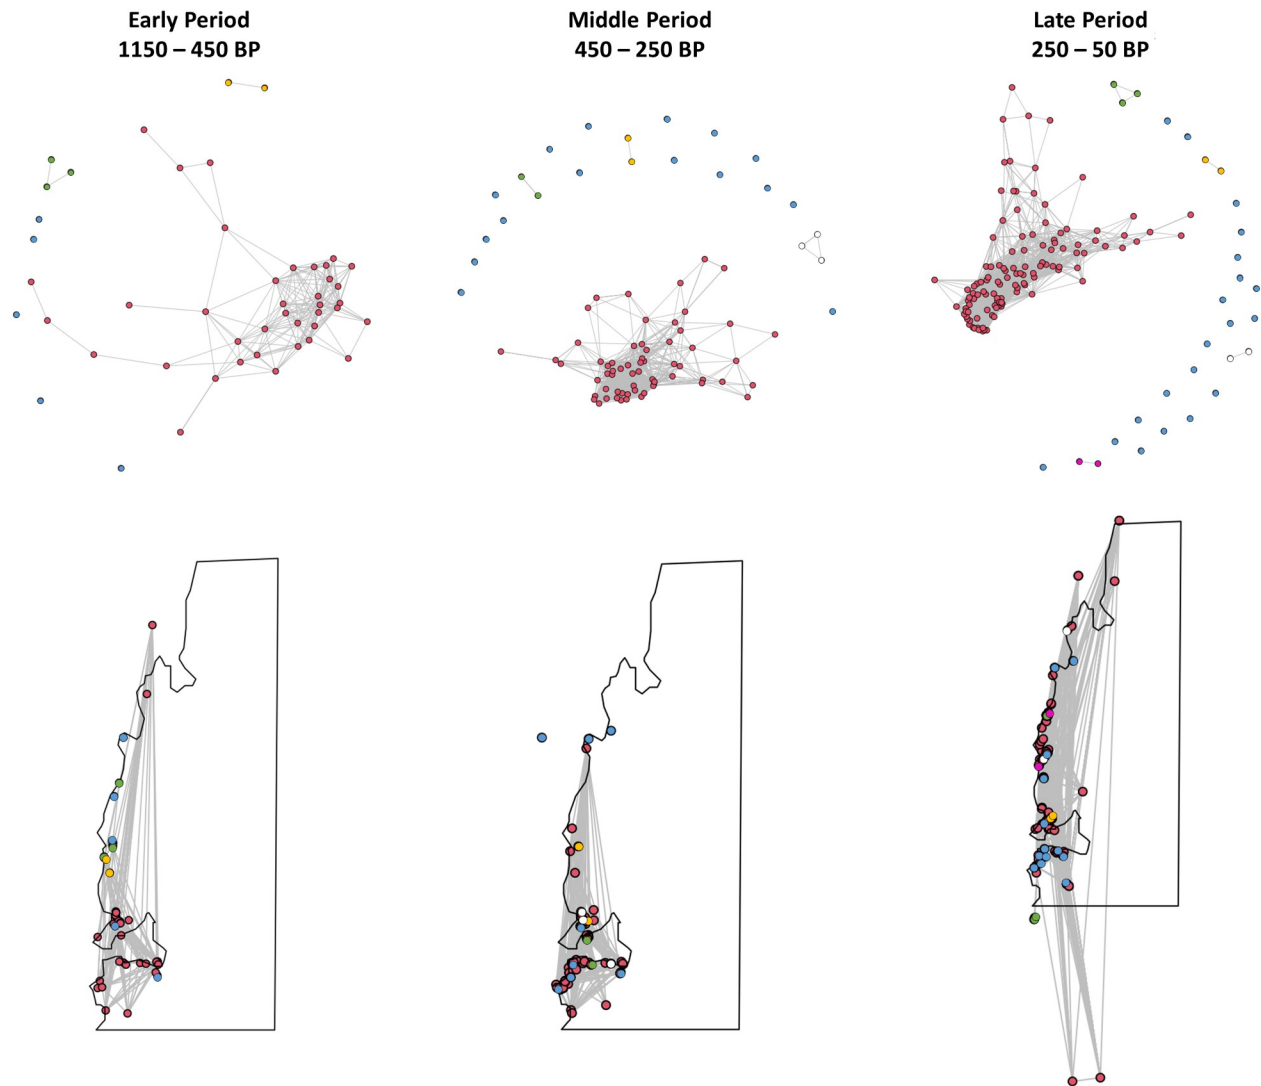 Early Period
1150 – 450 BP
Middle Period
450 – 250 BP
Late Period
250 – 50 BP